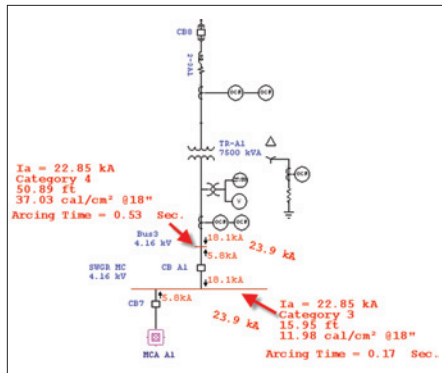 CB8
2-0A1
OCR
OCR
TR-A1
7500 kVA
OCR
Ia = 22.85 kA
Category 4
50.89 ft
37.03 cal/cm² @18"
Arcing Time = 0.53 Sec.
V
OCR
OCR
Bus3
4.16 kV
18.1kA
23.9 kA
5.8kA
SWGR MC
4.16 kV
CB A1
18.1kA
5.8kA
CB7
23.9 kA
Ia = 22.85 kA
Category 3
15.95 ft
11.98 cal/cm² @18"
Arcing Time = 0.17 Sec.
MCA A1